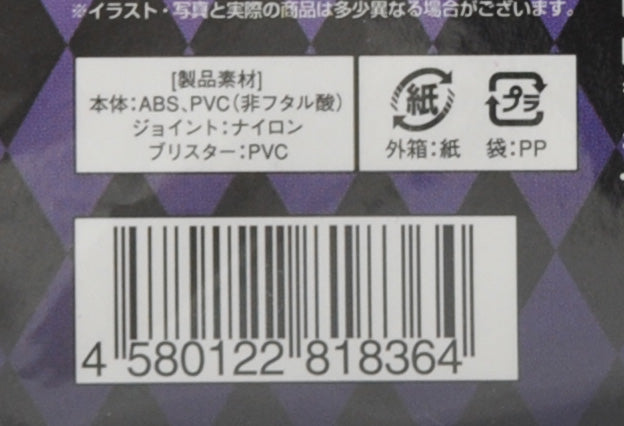 ※イラスト・写真と実際の商品は多少異なる場合がございます。
[製品素材]
本体：ABS、PVC（非フタル酸）
ジョイント：ナイロン
ブリスター：PVC
紙
プラ
外箱：紙 袋：PP
4 580122 818364